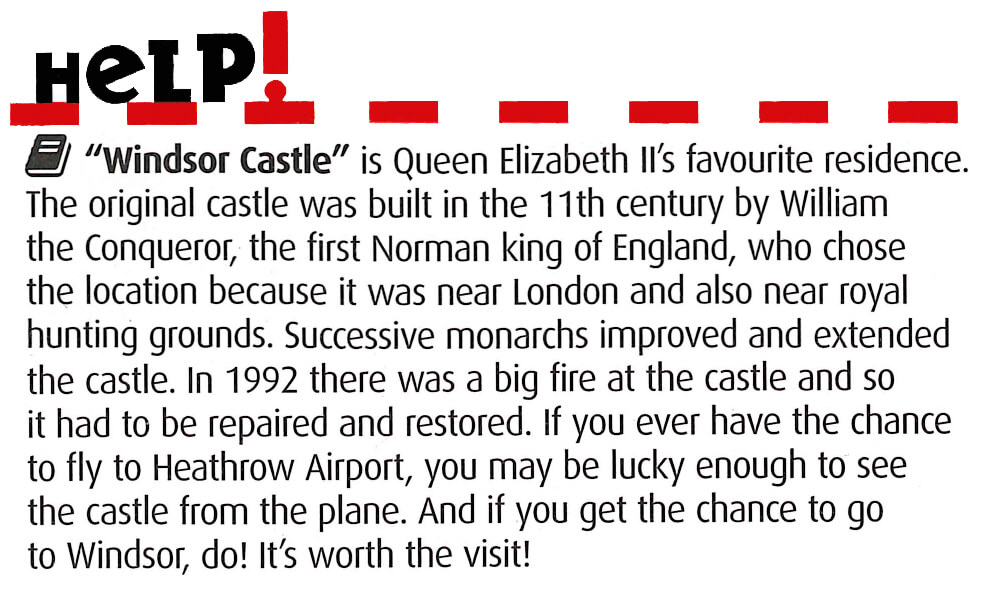 HeLP!
“Windsor Castle” is Queen Elizabeth II’s favourite residence.
The original castle was built in the 11th century by William
the Conqueror, the first Norman king of England, who chose
the location because it was near London and also near royal
hunting grounds. Successive monarchs improved and extended
the castle. In 1992 there was a big fire at the castle and so
it had to be repaired and restored. If you ever have the chance
to fly to Heathrow Airport, you may be lucky enough to see
the castle from the plane. And if you get the chance to go
to Windsor, do! It’s worth the visit!